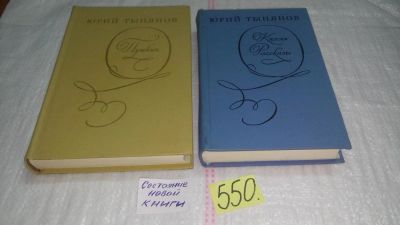 ЮРИЙ ТЫНЯНОВ
Пушкин
ЮРИЙ ТЫНЯНОВ
Кюхля
Рассказы
Состояние
новой
КНИГИ
550.